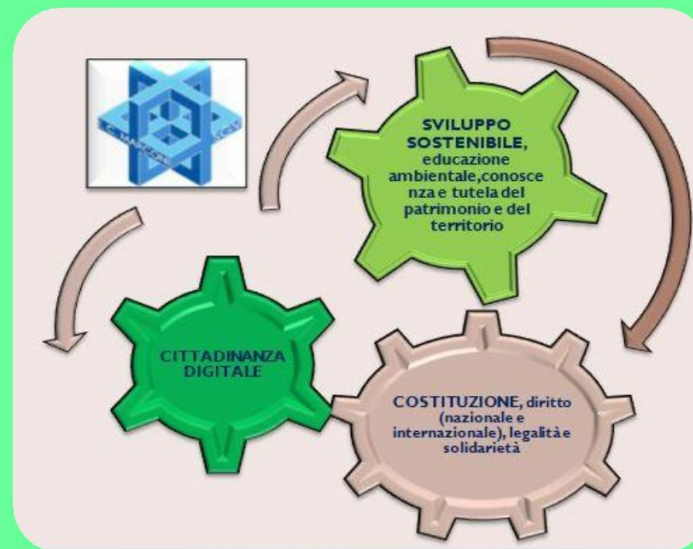 G. MARCONI
SVILUPPO
SOSTENIBILE,
educazione
ambientale,conosce
nza e tutela del
patrimonio e del
territorio
CITTADINANZA
DIGITALE
COSTITUZIONE, diritto
(nazionale e
internazionale), legalità e
solidarietà